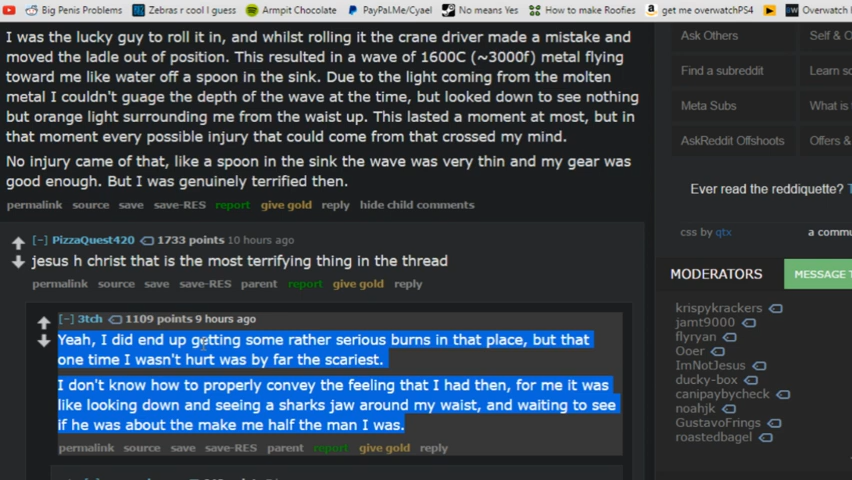 Big Penis Problems Zebras r cool I guess Armpit Chocolate PayPal.Me/Cyael No means Yes How to make Roofies get me overwatchPS4 Overwatch
I was the lucky guy to roll it in, and whilst rolling it the crane driver made a mistake and
moved the ladle out of position. This resulted in a wave of 1600C (~3000f) metal flying
toward me like water off a spoon in the sink. Due to the light coming from the molten
metal I couldn't guage the depth of the wave at the time, but looked down to see nothing
but orange light surrounding me from the waist up. This lasted a moment at most, but in
that moment every possible injury that could come from that crossed my mind.
No injury came of that, like a spoon in the sink the wave was very thin and my gear was
good enough. But I was genuinely terrified then.
permalink source save save-RES report give gold reply hide child comments
[-] PizzaQuest420 1733 points 10 hours ago
jesus h christ that is the most terrifying thing in the thread
permalink source save save-RES parent report give gold reply
[-] 3tch 1109 points 9 hours ago
Yeah, I did end up getting some rather serious burns in that place, but that
one time I wasn't hurt was by far the scariest.
I don't know how to properly convey the feeling that I had then, for me it was
like looking down and seeing a sharks jaw around my waist, and waiting to see
if he was about the make me half the man I was.
permalink source save save-RES parent report give gold reply
Ask Others Self & O
Find a subreddit Learn so
Meta Subs What is
AskReddit Offshoots Offers &
Ever read the reddiquette?
css by qtx a commu
MODERATORS MESSAGE T
krispykrackers
jamt9000
flyryan
Ooer
ImNotJesus
ducky-box
canipaybycheck
noahjk
GustavoFrings
roastedbagel